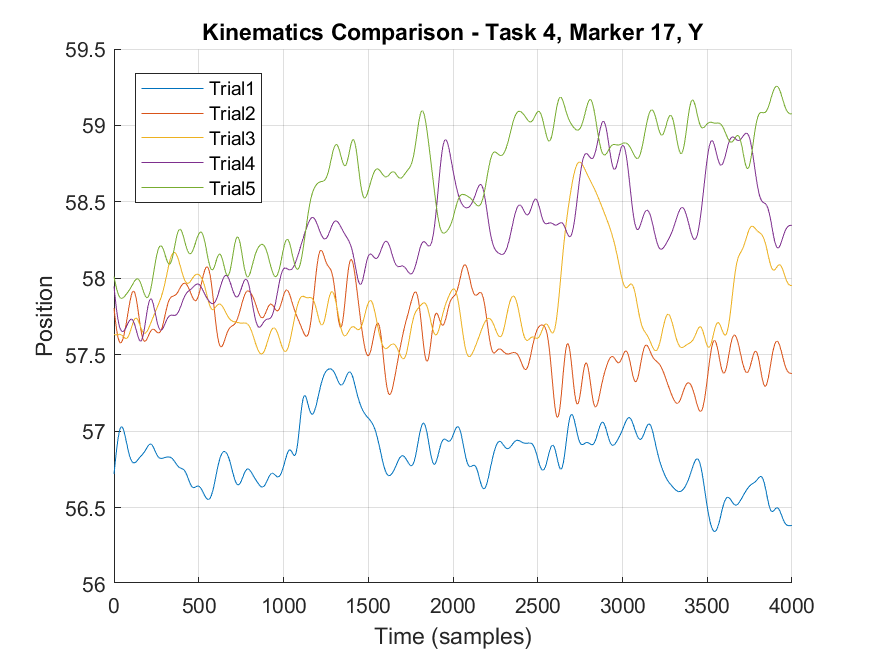 Kinematics Comparison - Task 4, Marker 17, Y
59.5
59
58.5
58
57.5
57
56.5
56
Position
Trial1
Trial2
Trial3
Trial4
Trial5
0 500 1000 1500 2000 2500 3000 3500 4000
Time (samples)